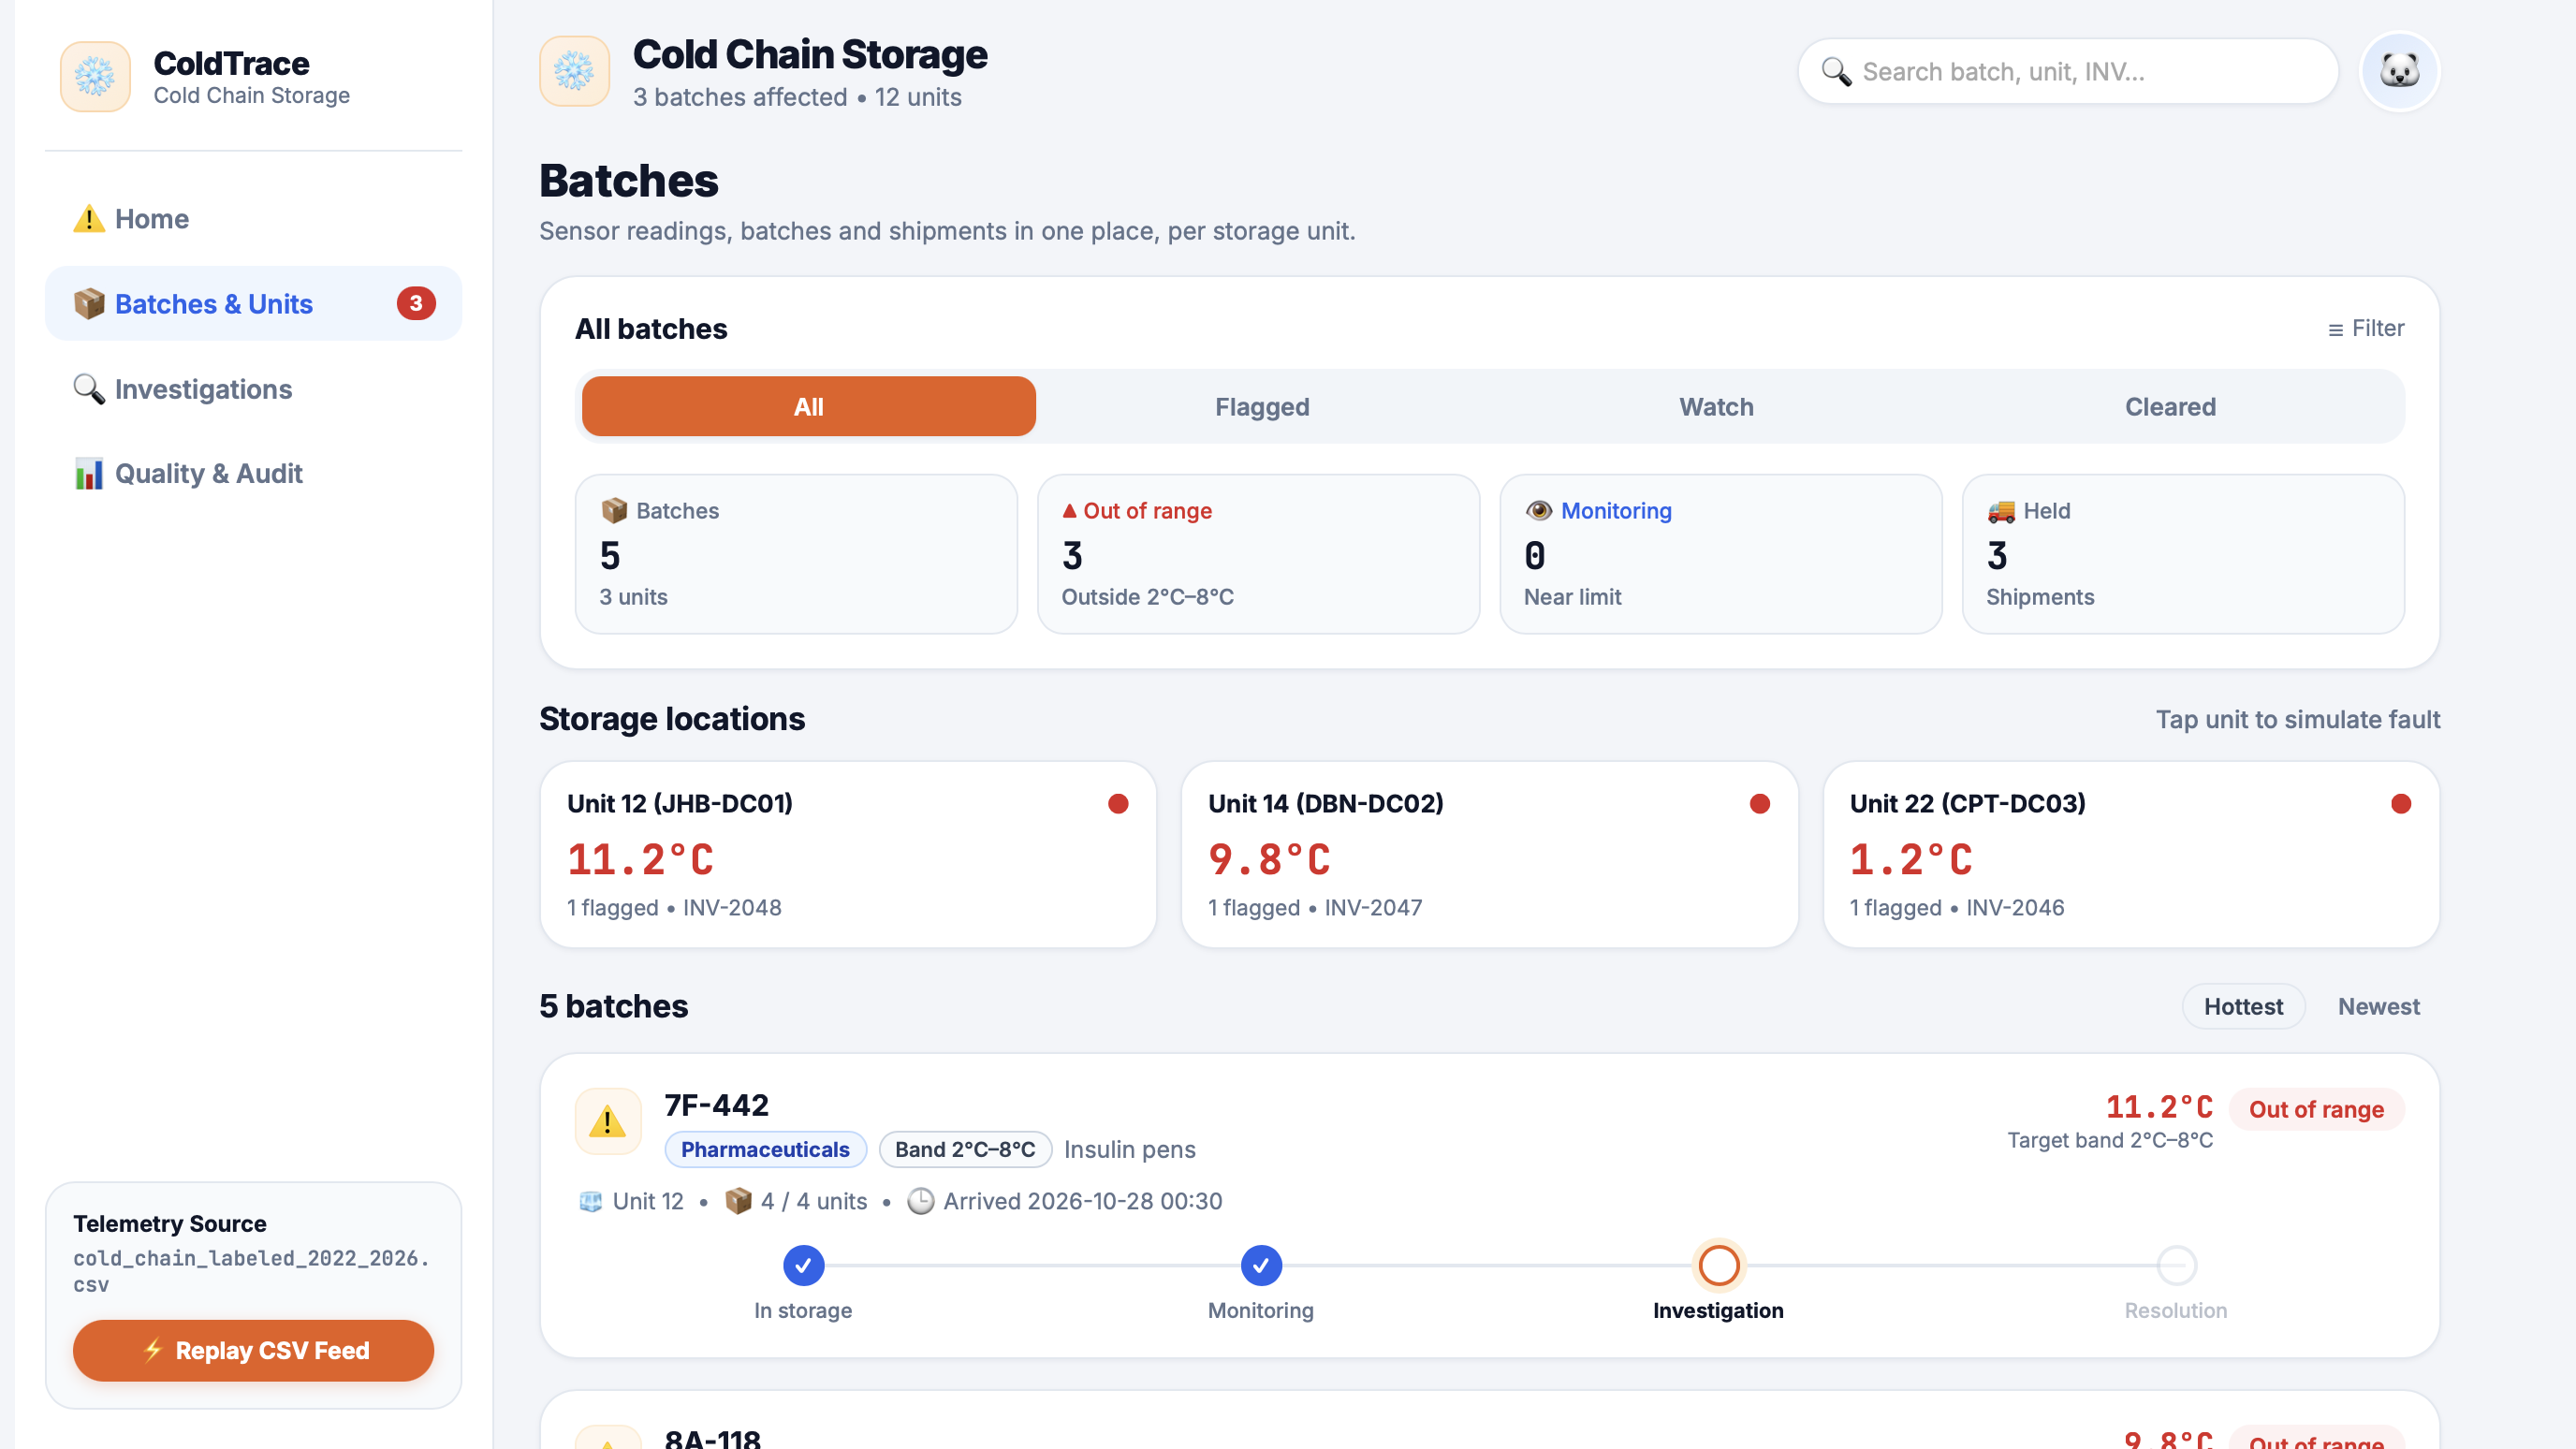 ColdTrace
Cold Chain Storage
Home
Batches & Units
3
Investigations
Quality & Audit
Telemetry Source
cold_chain_labeled_2022_2026.
csv
⚡ Replay CSV Feed
Cold Chain Storage
3 batches affected • 12 units
Search batch, unit, INV...
Batches
Sensor readings, batches and shipments in one place, per storage unit.
All batches
≡ Filter
All
Flagged
Watch
Cleared
Batches
5
3 units
▲ Out of range
3
Outside 2°C–8°C
Monitoring
0
Near limit
Held
3
Shipments
Storage locations
Tap unit to simulate fault
Unit 12 (JHB-DC01)
11.2°C
1 flagged • INV-2048
Unit 14 (DBN-DC02)
9.8°C
1 flagged • INV-2047
Unit 22 (CPT-DC03)
1.2°C
1 flagged • INV-2046
5 batches
Hottest
Newest
7F-442
Pharmaceuticals
Band 2°C–8°C
Insulin pens
11.2°C
Out of range
Target band 2°C–8°C
Unit 12 • 4 / 4 units • Arrived 2026-10-28 00:30
In storage
Monitoring
Investigation
Resolution
8A-118
9.8°C
Out of range